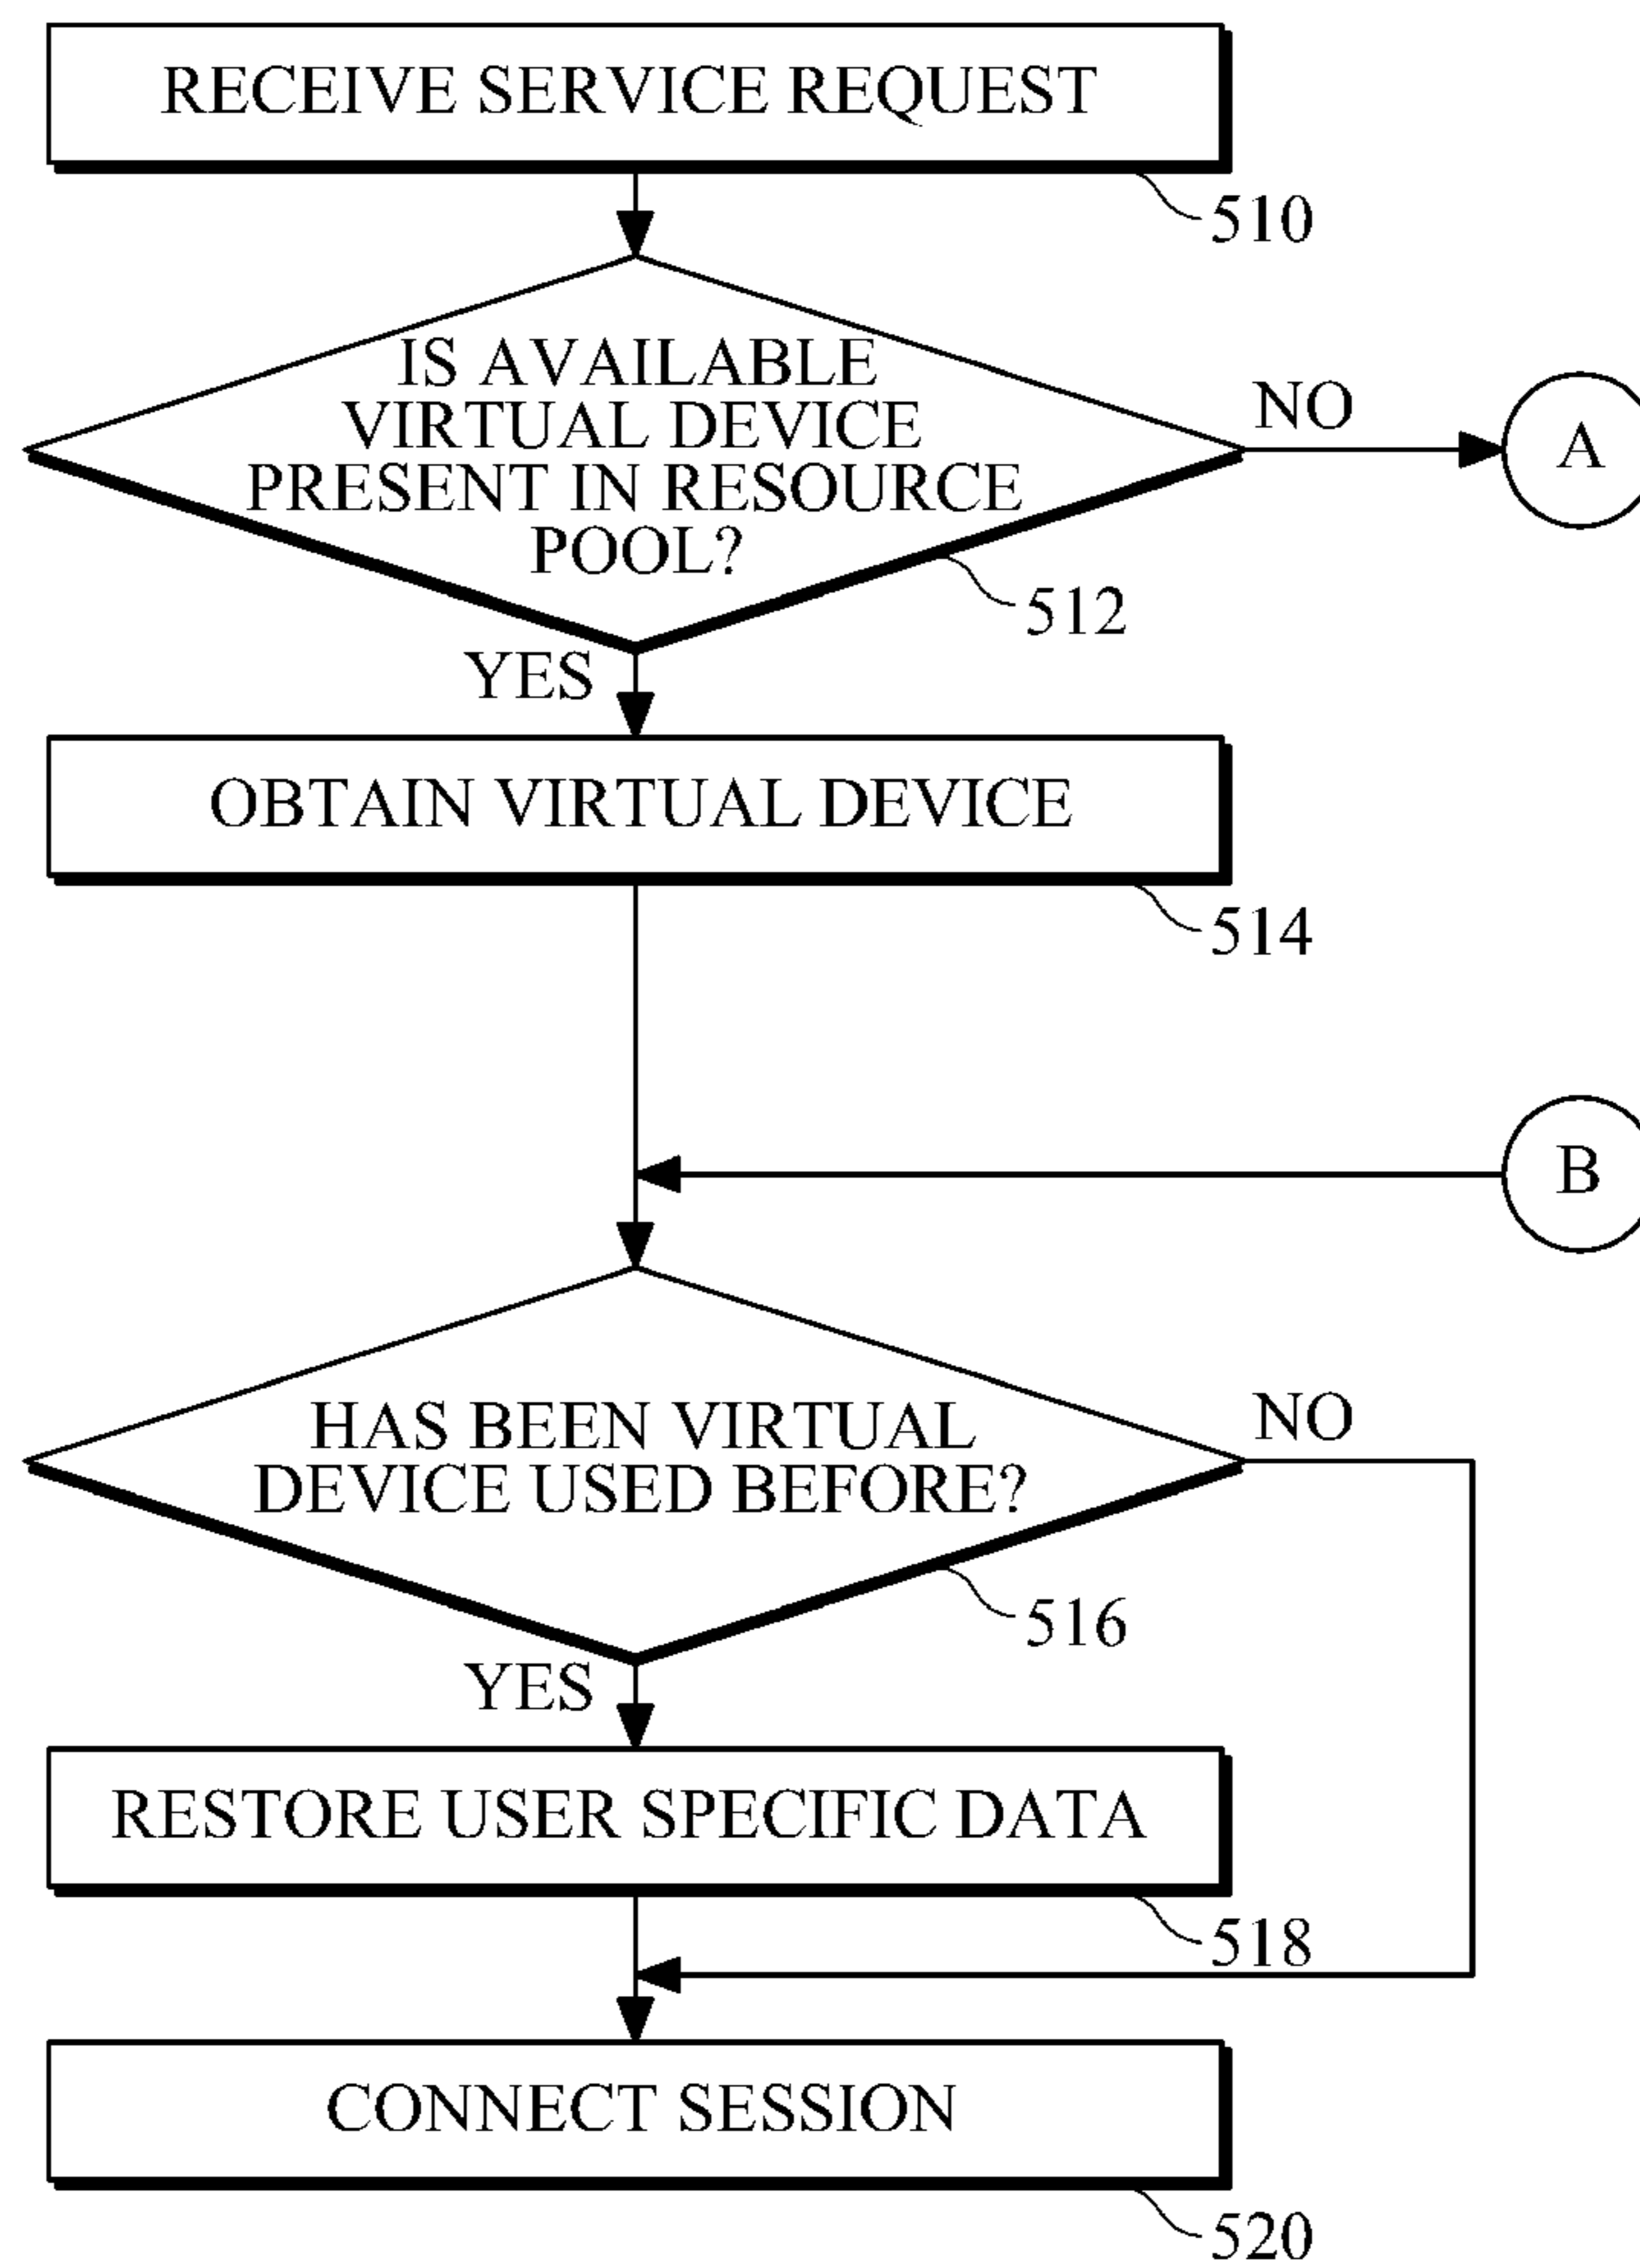 RECEIVE SERVICE REQUEST
510
IS AVAILABLE
VIRTUAL DEVICE
PRESENT IN RESOURCE
POOL?
NO
A
512
YES
OBTAIN VIRTUAL DEVICE
514
B
HAS BEEN VIRTUAL
DEVICE USED BEFORE?
NO
516
YES
RESTORE USER SPECIFIC DATA
518
CONNECT SESSION
520